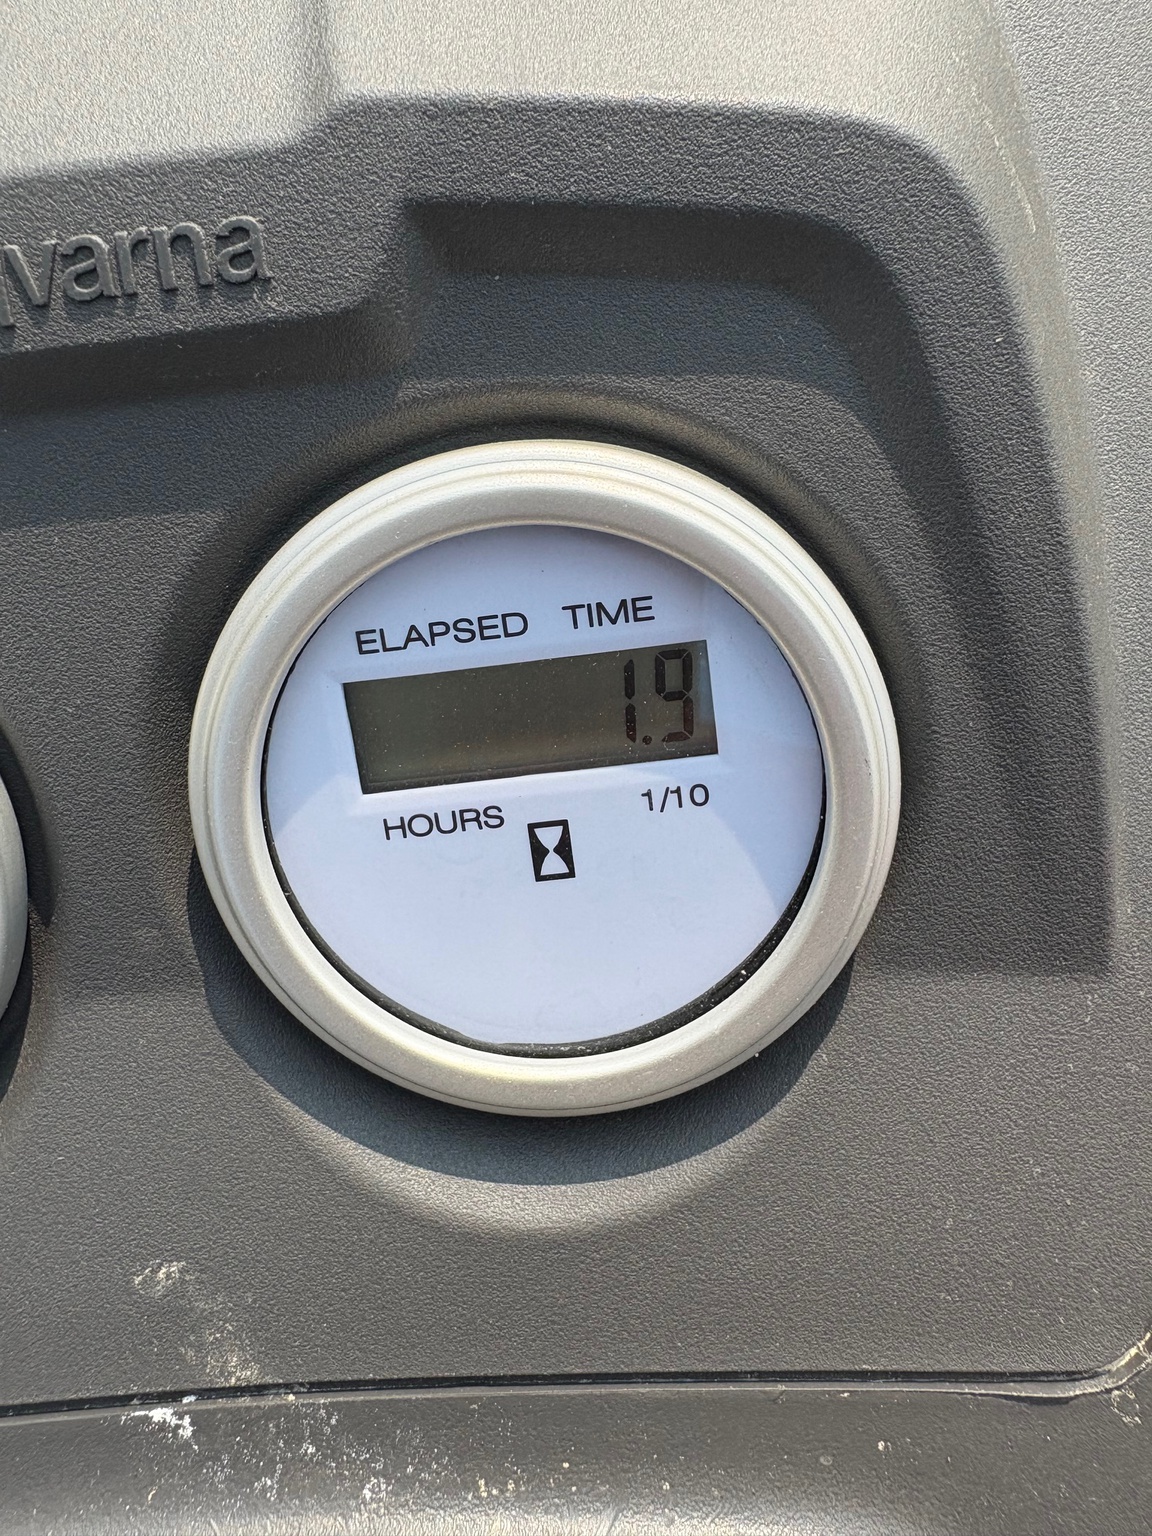 varna
ELAPSED TIME
1.9
HOURS 1/10